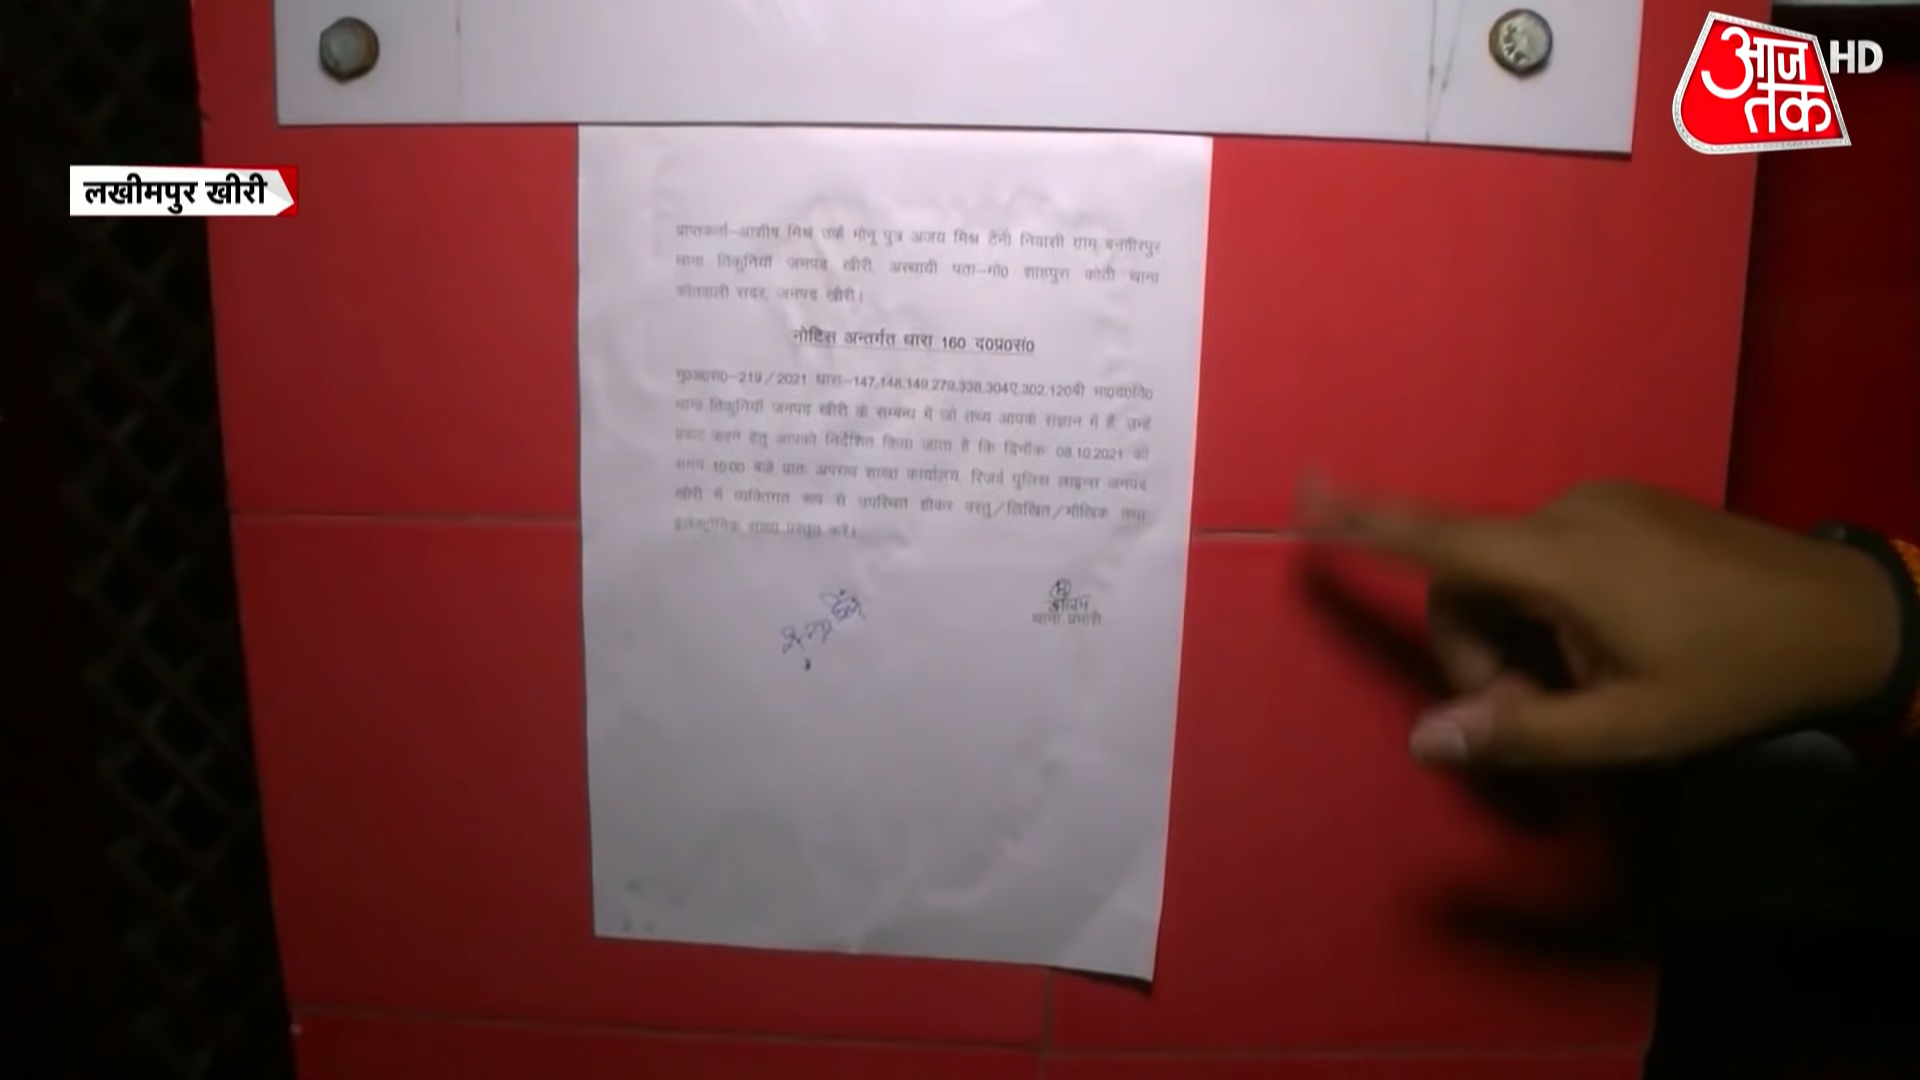 आज
तक
HD
लखीमपुर खीरी
प्राप्तकर्ता–आशीष मिश्र उर्फ मोनू पुत्र अजय मिश्र टेनी निवासी ग्राम बनवीरपुर
थाना तिकुनियाँ जनपद खीरी, अस्थायी पता–मो0 शाहपुरा कोठी थाना
कोतवाली सदर, जनपद खीरी।
नोटिस अन्तर्गत धारा 160 द0प्र0सं0
मु0अ0सं0–219/2021 धारा–147,148,149,279,338,304ए,302,120बी भा0द0वि0
थाना तिकुनियाँ जनपद खीरी के सम्बन्ध में जो तथ्य आपके संज्ञान में हैं, उन्हें
प्रकट करने हेतु आपको निर्देशित किया जाता है कि दिनाँक 08.10.2021 को
समय 10:00 बजे प्रातः अपराध शाखा कार्यालय, रिजर्व पुलिस लाइन्स जनपद
खीरी में व्यक्तिगत रूप से उपस्थित होकर वस्तु/लिखित/मौखिक तथा
इलेक्ट्रॉनिक साक्ष्य प्रस्तुत करें।
थाना प्रभारी